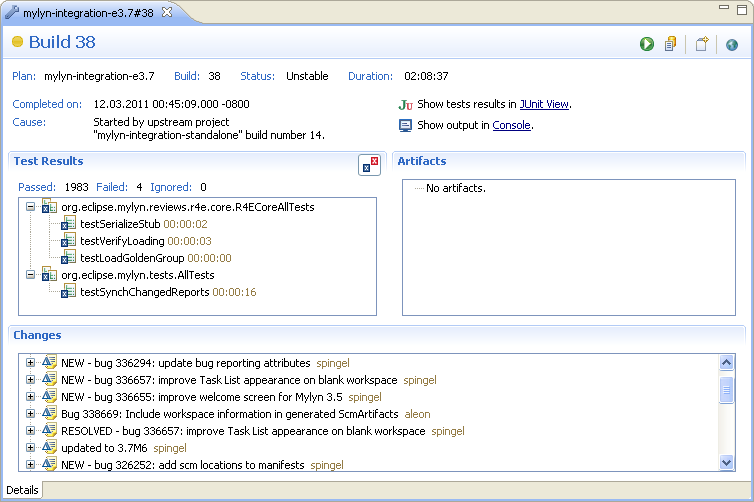 mylyn-integration-e3.7#38
Build 38
Plan: mylyn-integration-e3.7 Build: 38 Status: Unstable Duration: 02:08:37
Completed on: 12.03.2011 00:45:09.000 -0800
Show tests results in JUnit View.
Cause: Started by upstream project
"mylyn-integration-standalone" build number 14.
Show output in Console.
Test Results
Passed: 1983 Failed: 4 Ignored: 0
org.eclipse.mylyn.reviews.r4e.core.R4ECoreAllTests
testSerializeStub 00:00:02
testVerifyLoading 00:00:03
testLoadGoldenGroup 00:00:00
org.eclipse.mylyn.tests.AllTests
testSynchChangedReports 00:00:16
Artifacts
No artifacts.
Changes
NEW - bug 336294: update bug reporting attributes spingel
NEW - bug 336657: improve Task List appearance on blank workspace spingel
NEW - bug 336655: improve welcome screen for Mylyn 3.5 spingel
Bug 338669: Include workspace information in generated ScmArtifacts aleon
RESOLVED - bug 336657: improve Task List appearance on blank workspace spingel
updated to 3.7M6 spingel
NEW - bug 326252: add scm locations to manifests spingel
Details